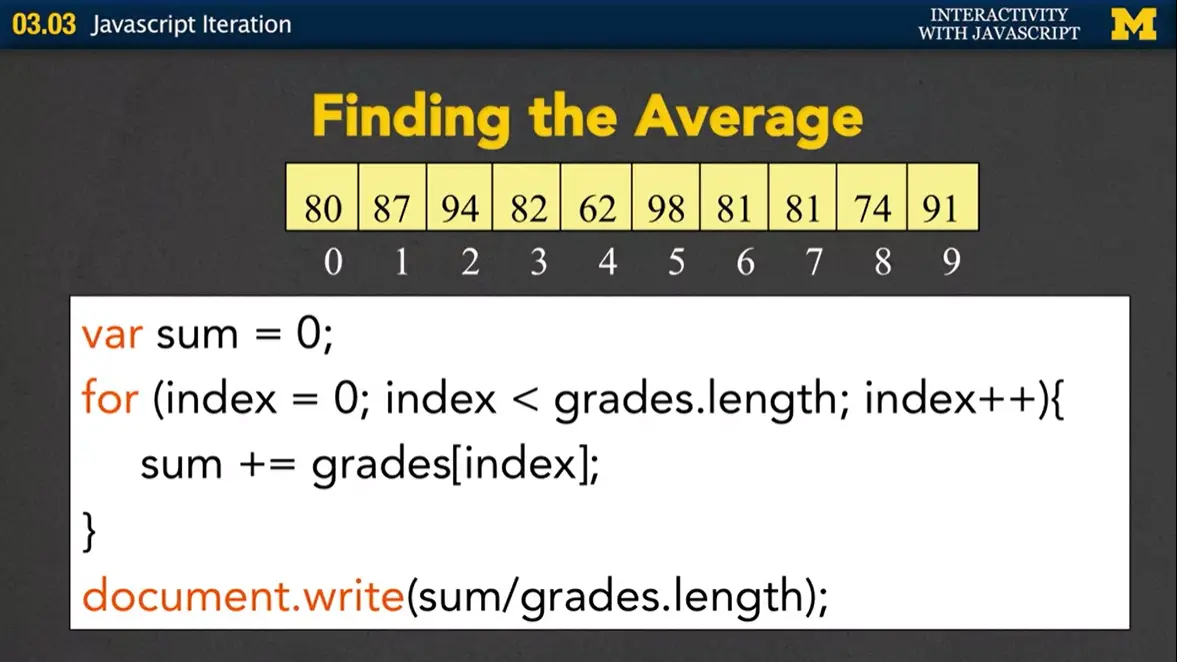 03.03 Javascript Iteration
INTERACTIVITY
WITH JAVASCRIPT
M
Finding the Average
80 87 94 82 62 98 81 81 74 91
0 1 2 3 4 5 6 7 8 9
var sum = 0;
for (index = 0; index < grades.length; index++){
sum += grades[index];
}
document.write(sum/grades.length);